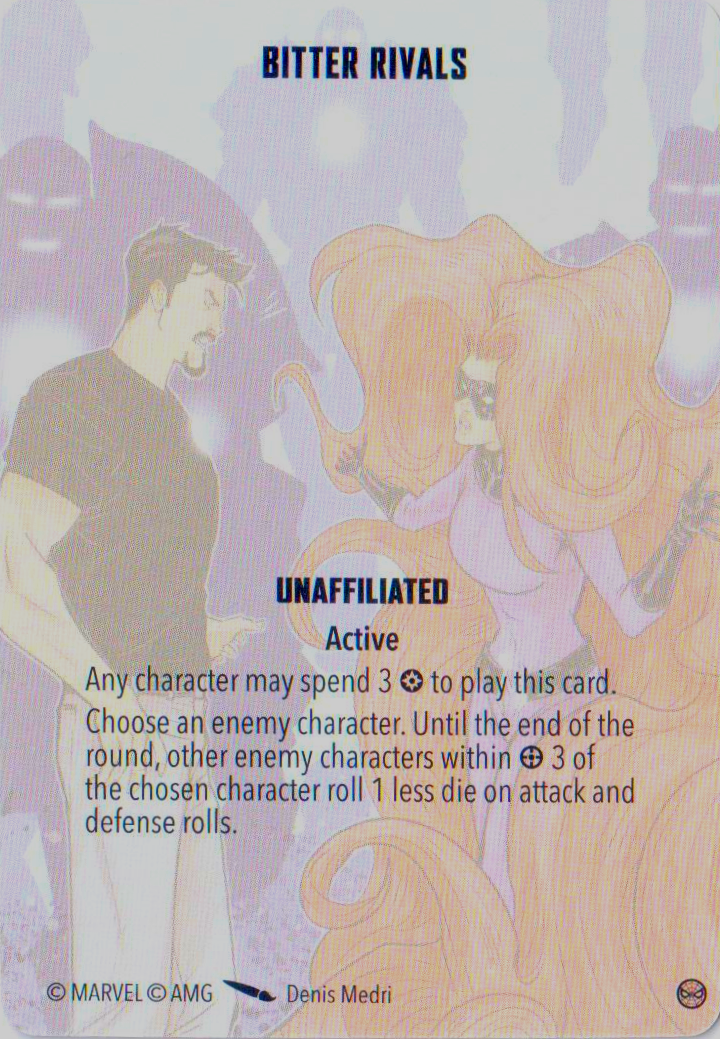 BITTER RIVALS
UNAFFILIATED
Active
Any character may spend 3 to play this card.
Choose an enemy character. Until the end of the
round, other enemy characters within 3 of
the chosen character roll 1 less die on attack and
defense rolls.
© MARVEL © AMG Denis Medri